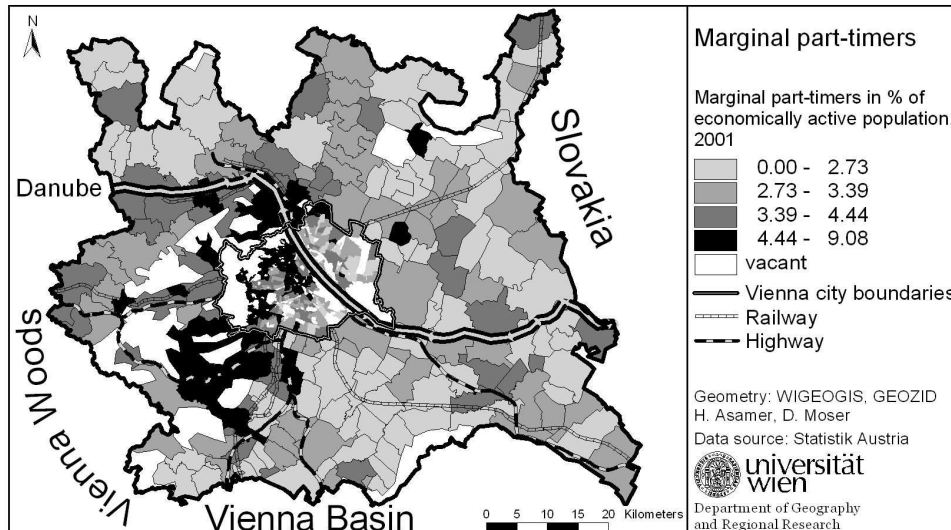 N
Danube
Slovakia
Vienna Woods
Vienna Basin
0 5 10 15 20 Kilometers
Marginal part-timers
Marginal part-timers in % of
economically active population
2001
0.00 - 2.73
2.73 - 3.39
3.39 - 4.44
4.44 - 9.08
vacant
Vienna city boundaries
Railway
Highway
Geometry: WIGEOGIS, GEOZID
H. Asamer, D. Moser
Data source: Statistik Austria
universität
wien
Department of Geography
and Regional Research